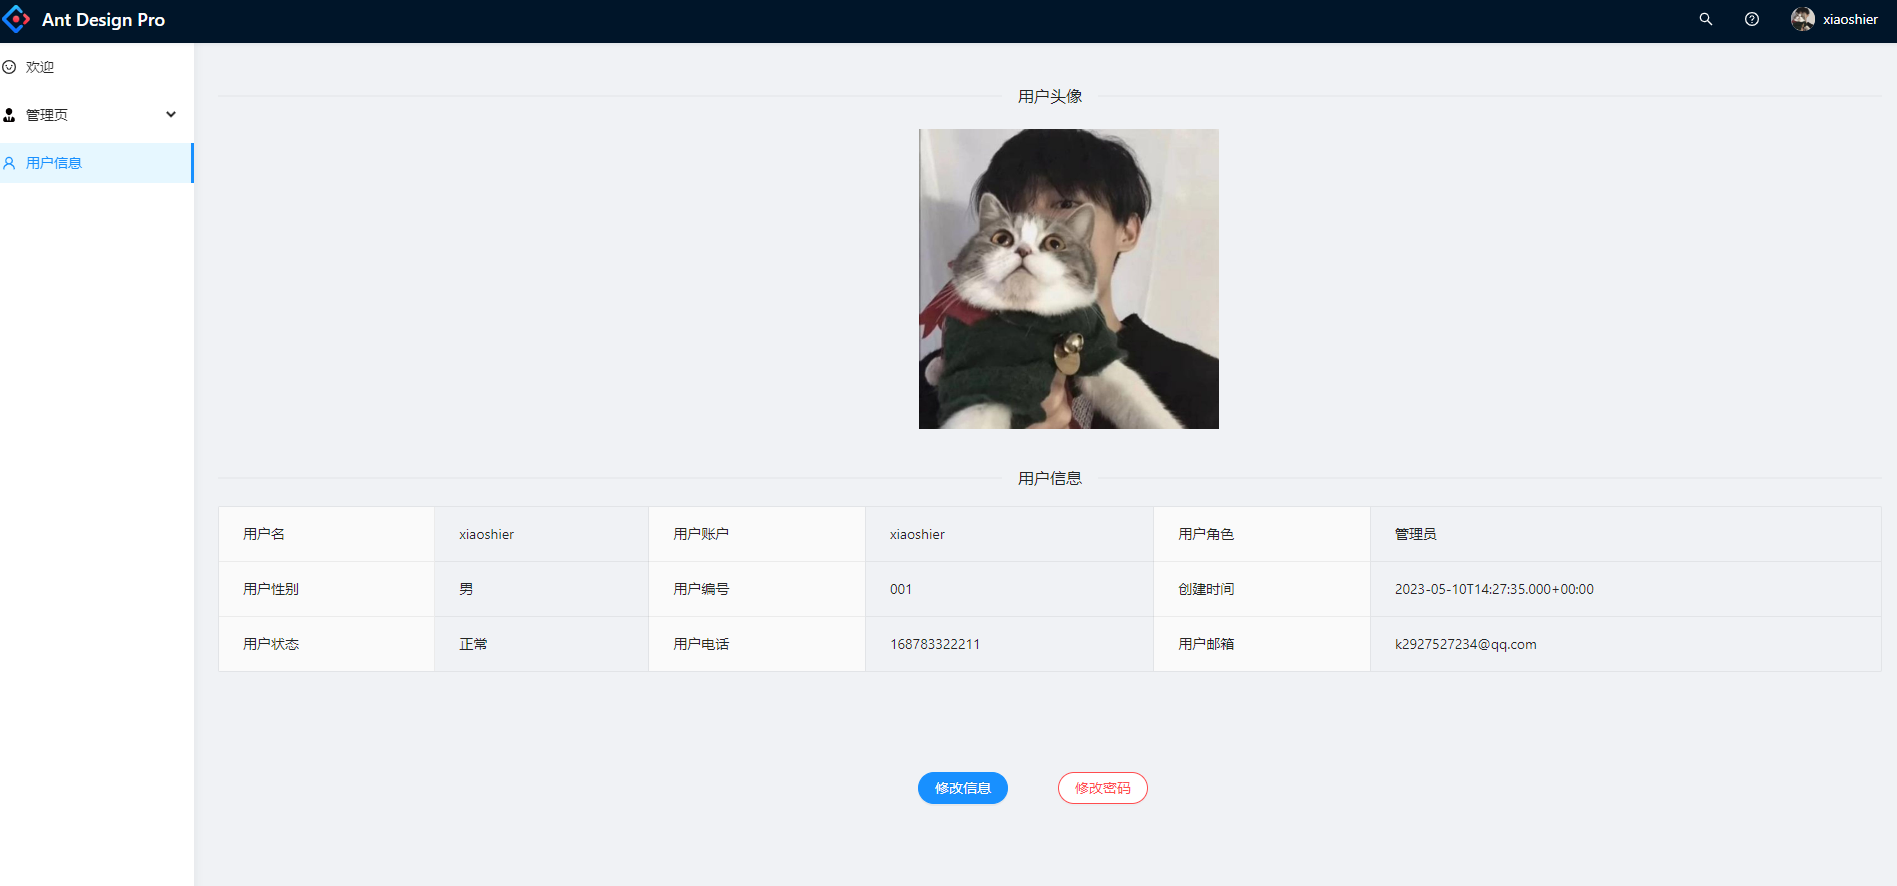 Ant Design Pro
xiaoshier
欢迎
管理页
用户信息
用户头像
用户信息
用户名 xiaoshier 用户账户 xiaoshier 用户角色 管理员
用户性别 男 用户编号 001 创建时间 2023-05-10T14:27:35.000+00:00
用户状态 正常 用户电话 168783322211 用户邮箱 k2927527234@qq.com
修改信息 修改密码